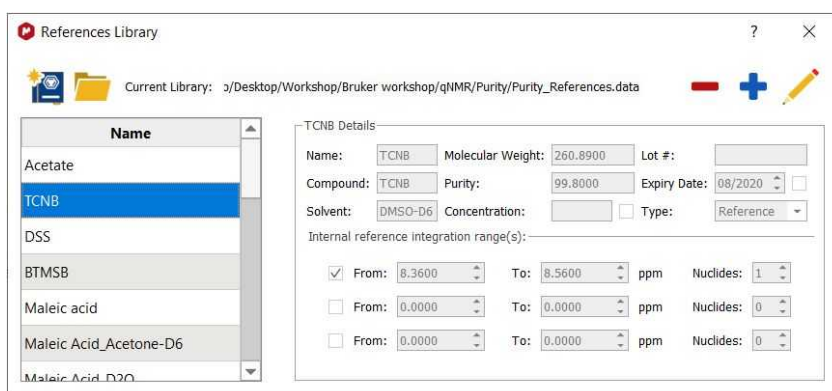 References Library
?
Current Library: ɔ/Desktop/Workshop/Bruker workshop/qNMR/Purity/Purity_References.data
Name
Acetate
TCNB
DSS
BTMSB
Maleic acid
Maleic Acid_Acetone-D6
Maleic Acid_D2O
TCNB Details
Name: TCNB Molecular Weight: 260.8900 Lot #:
Compound: TCNB Purity: 99.8000 Expiry Date: 08/2020
Solvent: DMSO-D6 Concentration: Type: Reference
Internal reference integration range(s):
From: 8.3600 To: 8.5600 ppm Nuclides: 1
From: 0.0000 To: 0.0000 ppm Nuclides: 0
From: 0.0000 To: 0.0000 ppm Nuclides: 0